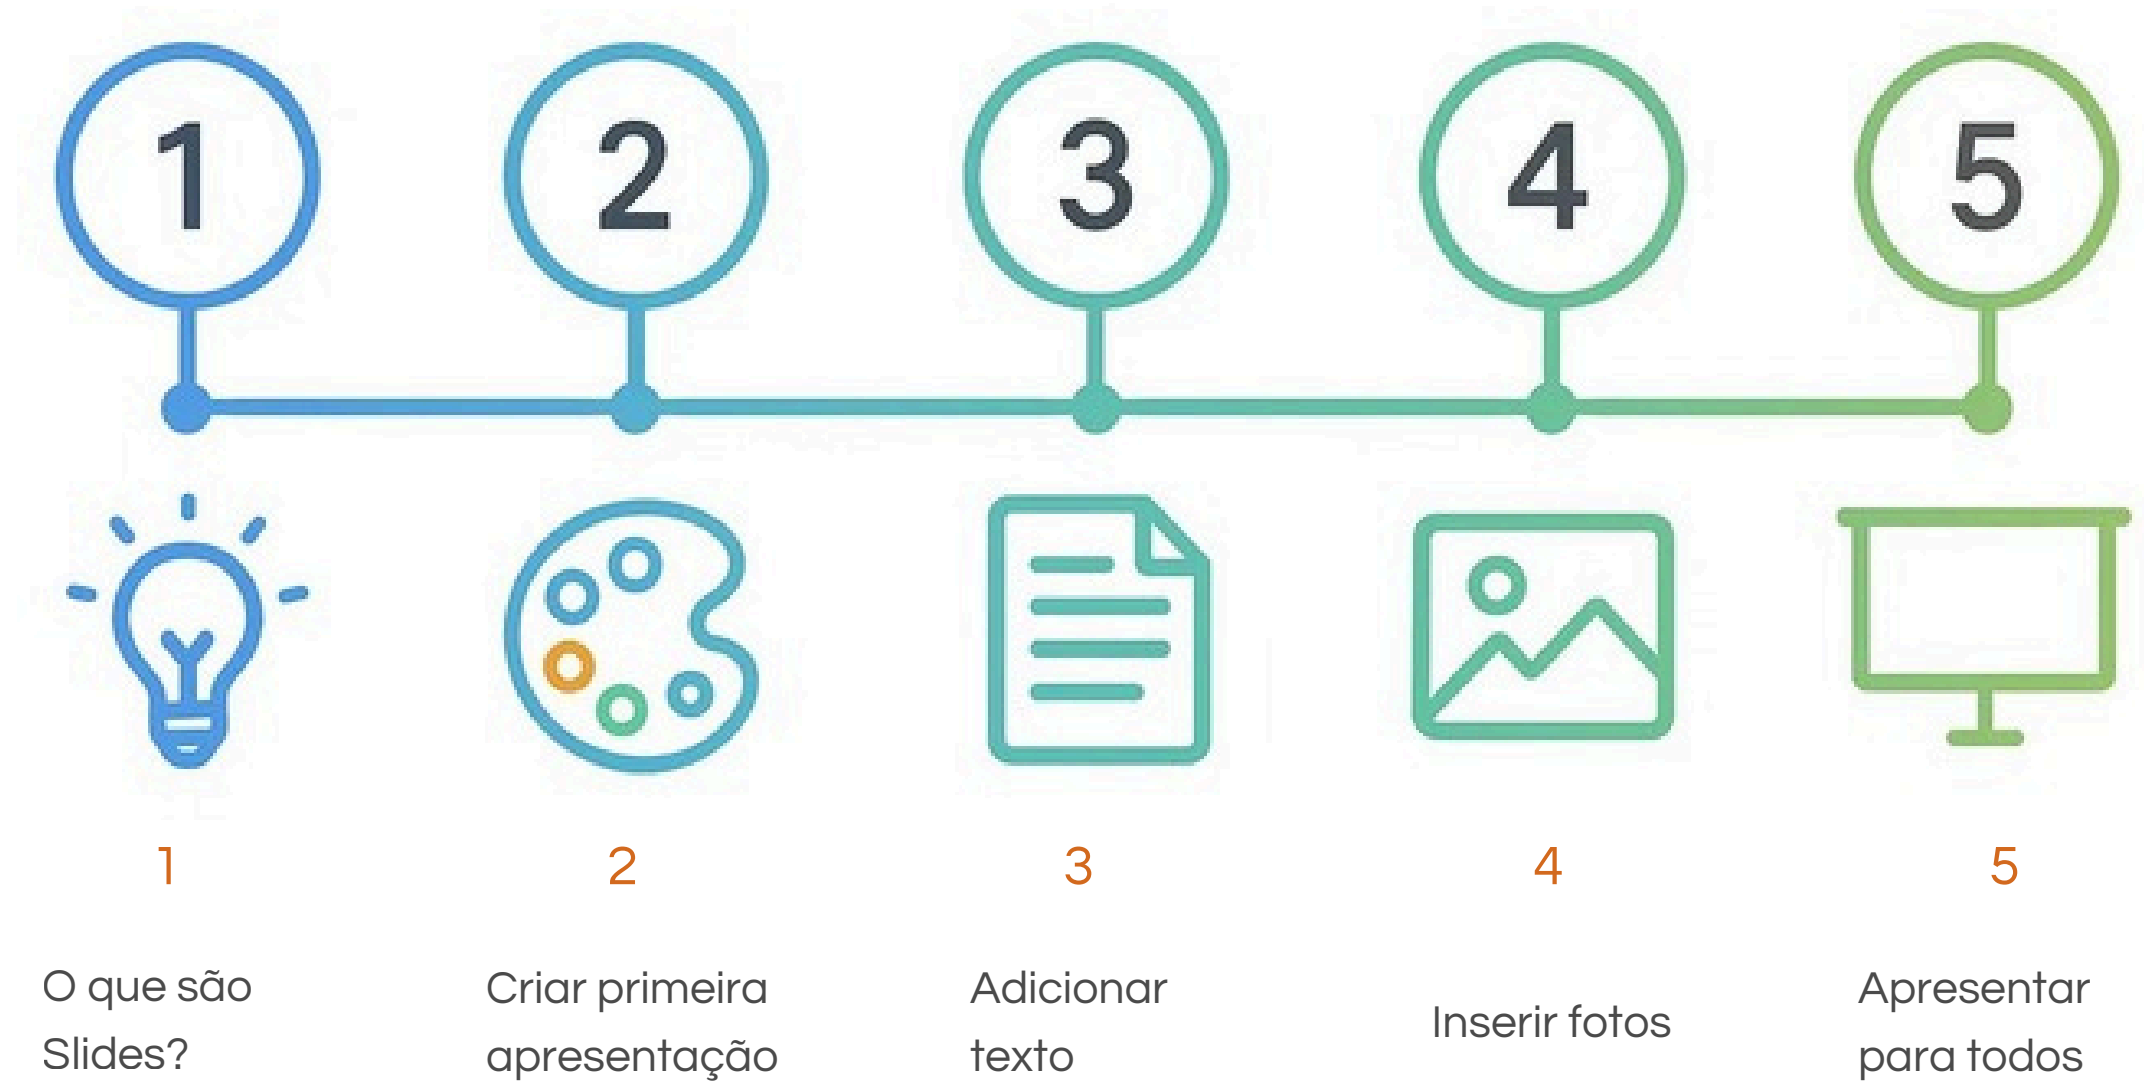 1
2
3
4
5
1
2
3
4
5
O que são
Slides?
Criar primeira
apresentação
Adicionar
texto
Inserir fotos
Apresentar
para todos